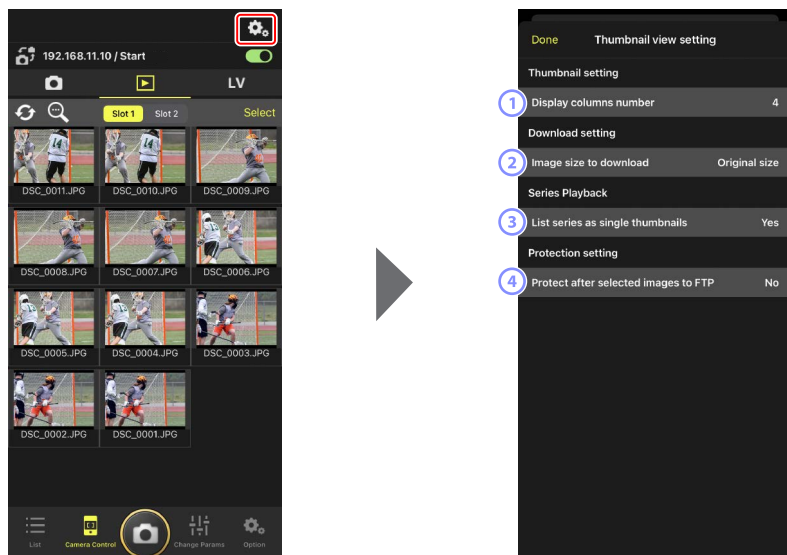 192.168.11.10 / Start
LV
Slot 1 Slot 2 Select
DSC_0011.JPG DSC_0010.JPG DSC_0009.JPG
DSC_0008.JPG DSC_0007.JPG DSC_0006.JPG
DSC_0005.JPG DSC_0004.JPG DSC_0003.JPG
DSC_0002.JPG DSC_0001.JPG
List Camera Control Change Params Option
Done Thumbnail view setting
Thumbnail setting
1 Display columns number 4
Download setting
2 Image size to download Original size
Series Playback
3 List series as single thumbnails Yes
Protection setting
4 Protect after selected images to FTP No